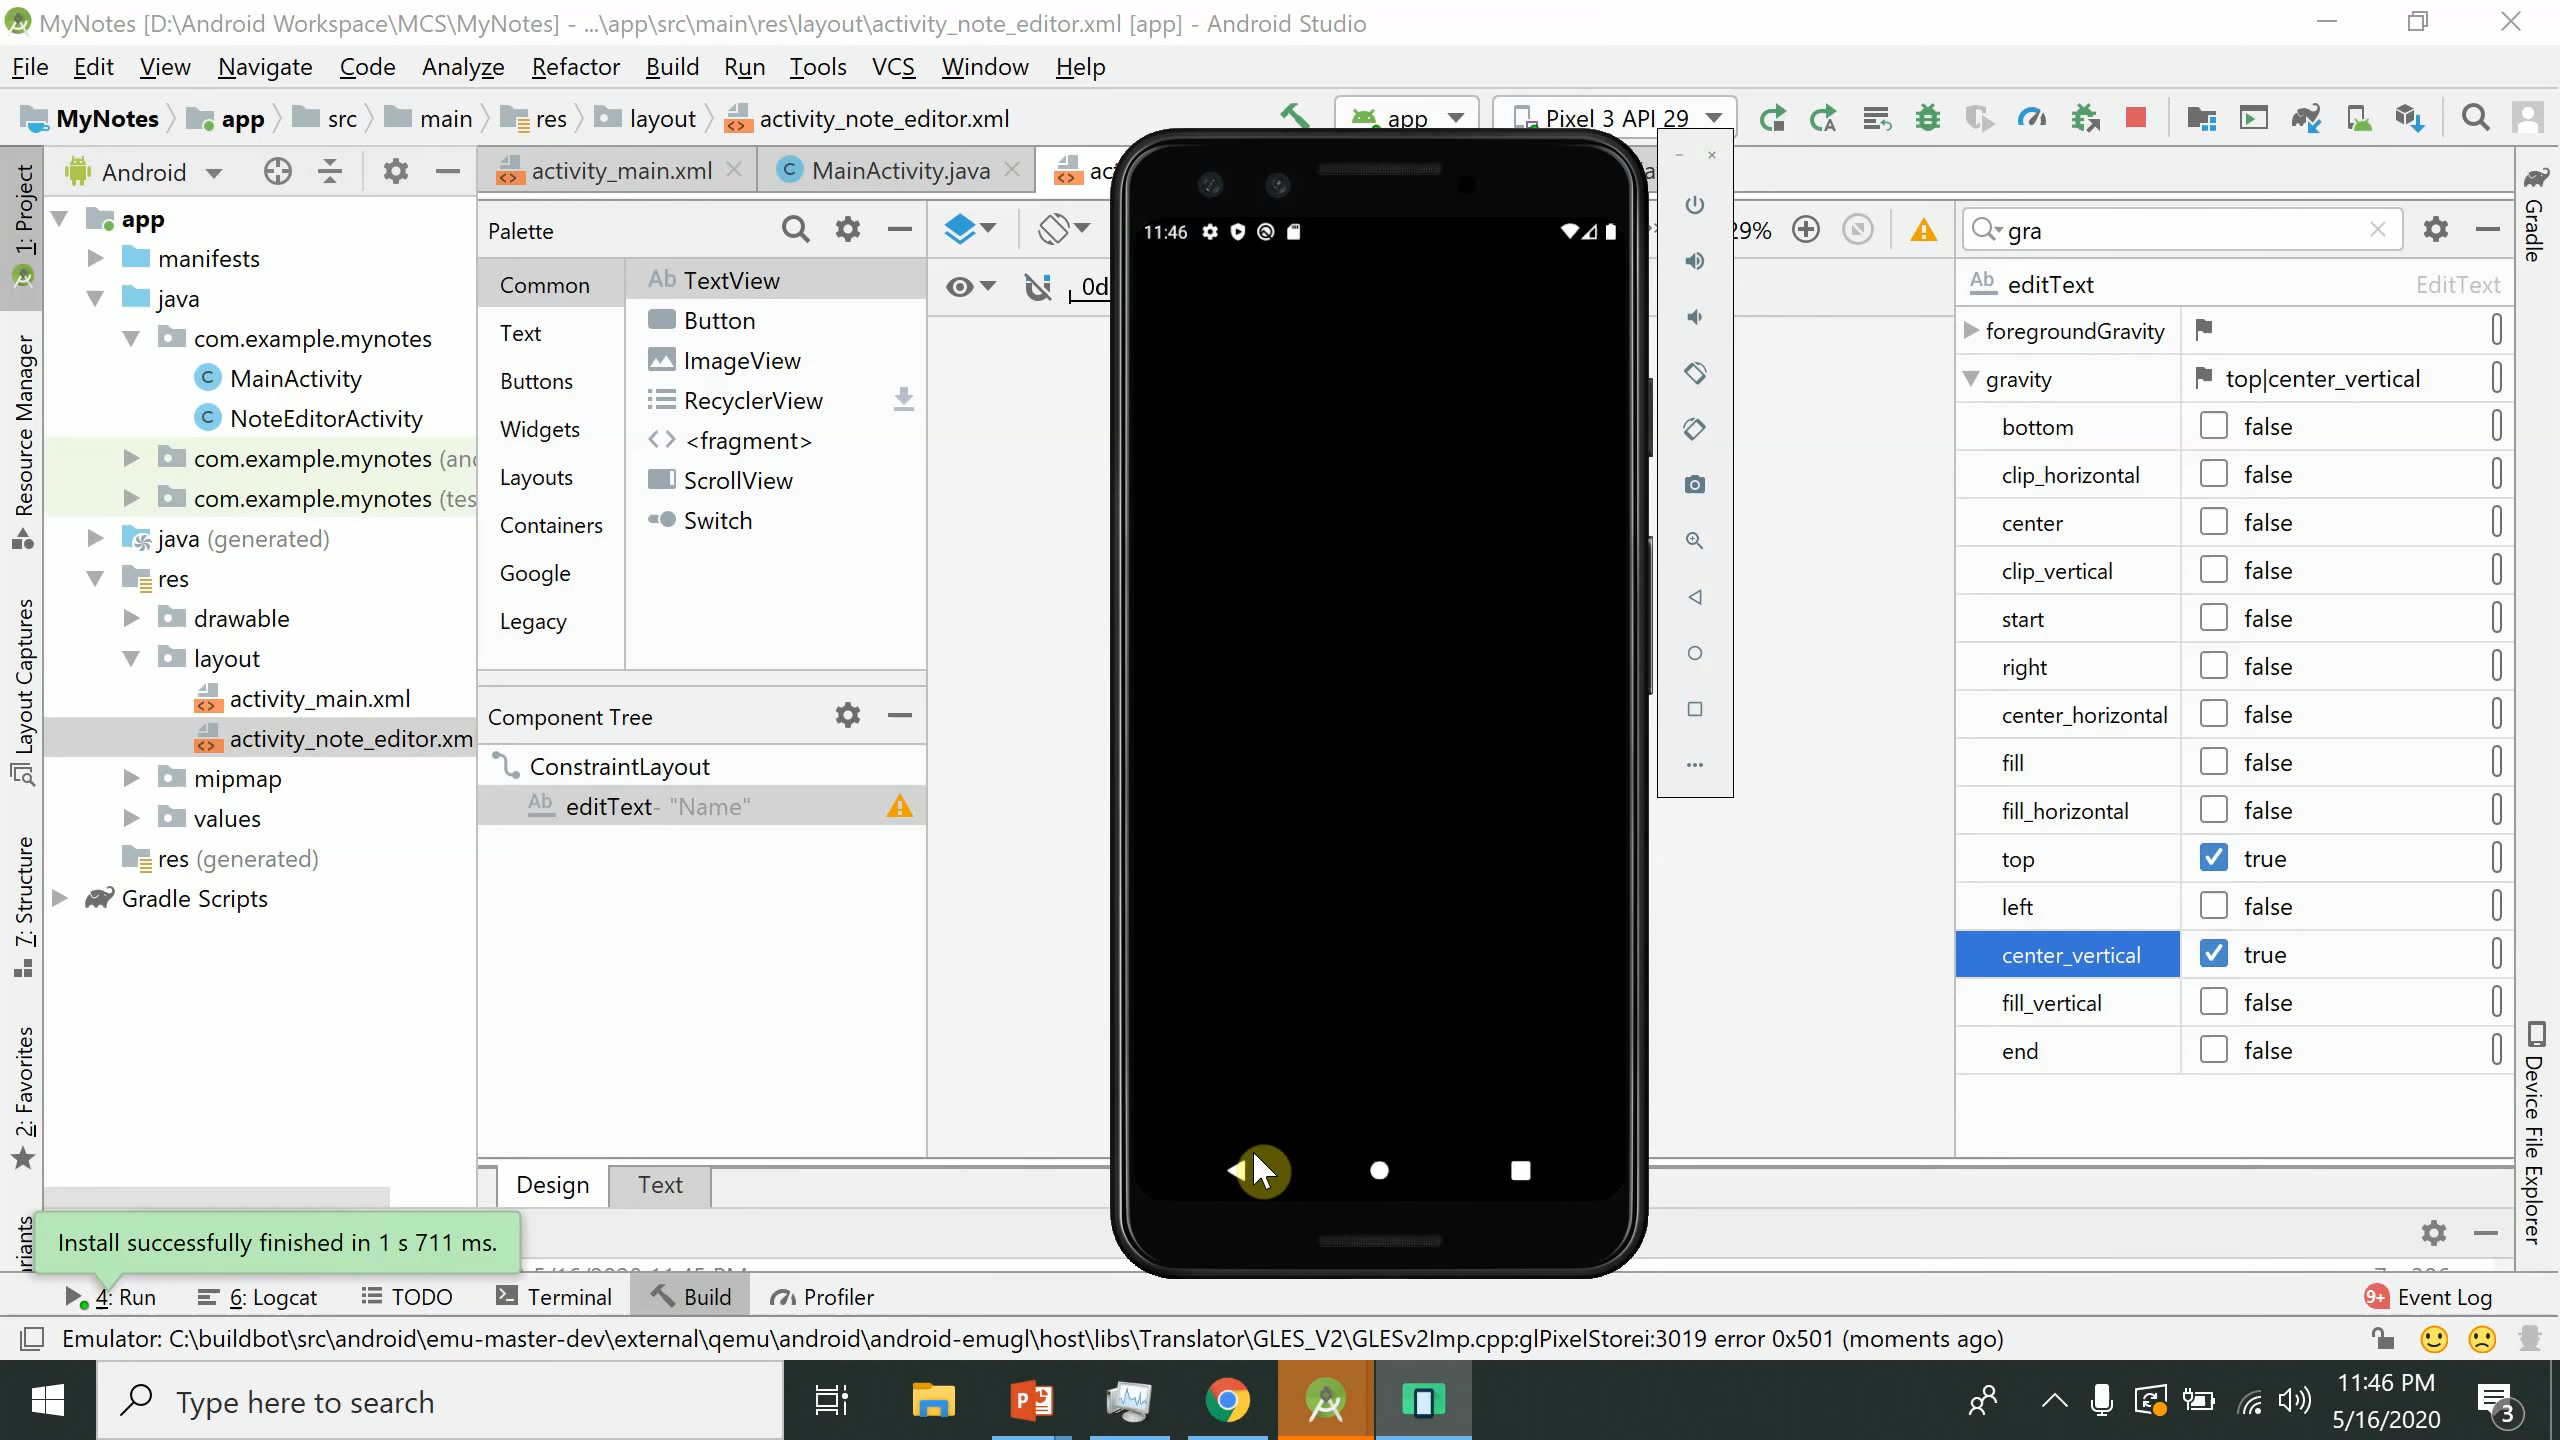 MyNotes [D:\Android Workspace\MCS\MyNotes] - ...\app\src\main\res\layout\activity_note_editor.xml [app] - Android Studio
File Edit View Navigate Code Analyze Refactor Build Run Tools VCS Window Help
MyNotes app src main res layout activity_note_editor.xml app Pixel 3 API 29
Android activity_main.xml MainActivity.java ac
Palette 29% gra
Common
Text
Buttons
Widgets
Layouts
Containers
Google
Legacy
Ab TextView
Button
ImageView
RecyclerView
<> <fragment>
ScrollView
Switch
0d
app
manifests
java
com.example.mynotes
C MainActivity
C NoteEditorActivity
com.example.mynotes (and
com.example.mynotes (tes
java (generated)
res
drawable
layout
activity_main.xml
activity_note_editor.xm
mipmap
values
res (generated)
Gradle Scripts
Component Tree
ConstraintLayout
Ab editText- "Name"
11:46
Ab editText EditText
foregroundGravity
gravity top|center_vertical
bottom false
clip_horizontal false
center false
clip_vertical false
start false
right false
center_horizontal false
fill false
fill_horizontal false
top true
left false
center_vertical true
fill_vertical false
end false
1: Project
Resource Manager
Layout Captures
7: Structure
2: Favorites
Gradle
Device File Explorer
Design Text
Install successfully finished in 1 s 711 ms.
4: Run 6: Logcat TODO Terminal Build Profiler 9+ Event Log
Emulator: C:\buildbot\src\android\emu-master-dev\external\qemu\android\android-emugl\host\libs\Translator\GLES_V2\GLESv2Imp.cpp:glPixelStorei:3019 error 0x501 (moments ago)
Type here to search
11:46 PM
5/16/2020
3